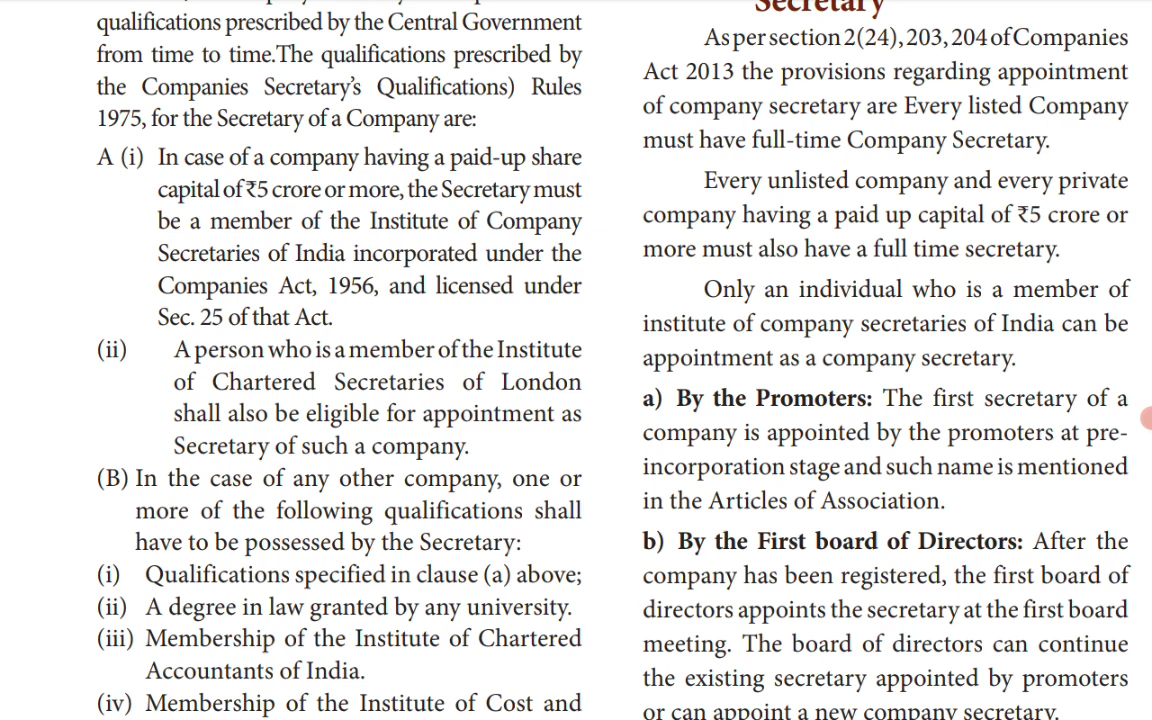 qualifications prescribed by the Central Government
from time to time.The qualifications prescribed by
the Companies Secretary’s Qualifications) Rules
1975, for the Secretary of a Company are:
A (i) In case of a company having a paid-up share
capital of ₹5 crore or more, the Secretary must
be a member of the Institute of Company
Secretaries of India incorporated under the
Companies Act, 1956, and licensed under
Sec. 25 of that Act.
(ii) A person who is a member of the Institute
of Chartered Secretaries of London
shall also be eligible for appointment as
Secretary of such a company.
(B) In the case of any other company, one or
more of the following qualifications shall
have to be possessed by the Secretary:
(i) Qualifications specified in clause (a) above;
(ii) A degree in law granted by any university.
(iii) Membership of the Institute of Chartered
Accountants of India.
(iv) Membership of the Institute of Cost and
Secretary
As per section 2(24), 203, 204 of Companies
Act 2013 the provisions regarding appointment
of company secretary are Every listed Company
must have full-time Company Secretary.
Every unlisted company and every private
company having a paid up capital of ₹5 crore or
more must also have a full time secretary.
Only an individual who is a member of
institute of company secretaries of India can be
appointment as a company secretary.
a) By the Promoters: The first secretary of a
company is appointed by the promoters at pre-
incorporation stage and such name is mentioned
in the Articles of Association.
b) By the First board of Directors: After the
company has been registered, the first board of
directors appoints the secretary at the first board
meeting. The board of directors can continue
the existing secretary appointed by promoters
or can appoint a new company secretary.